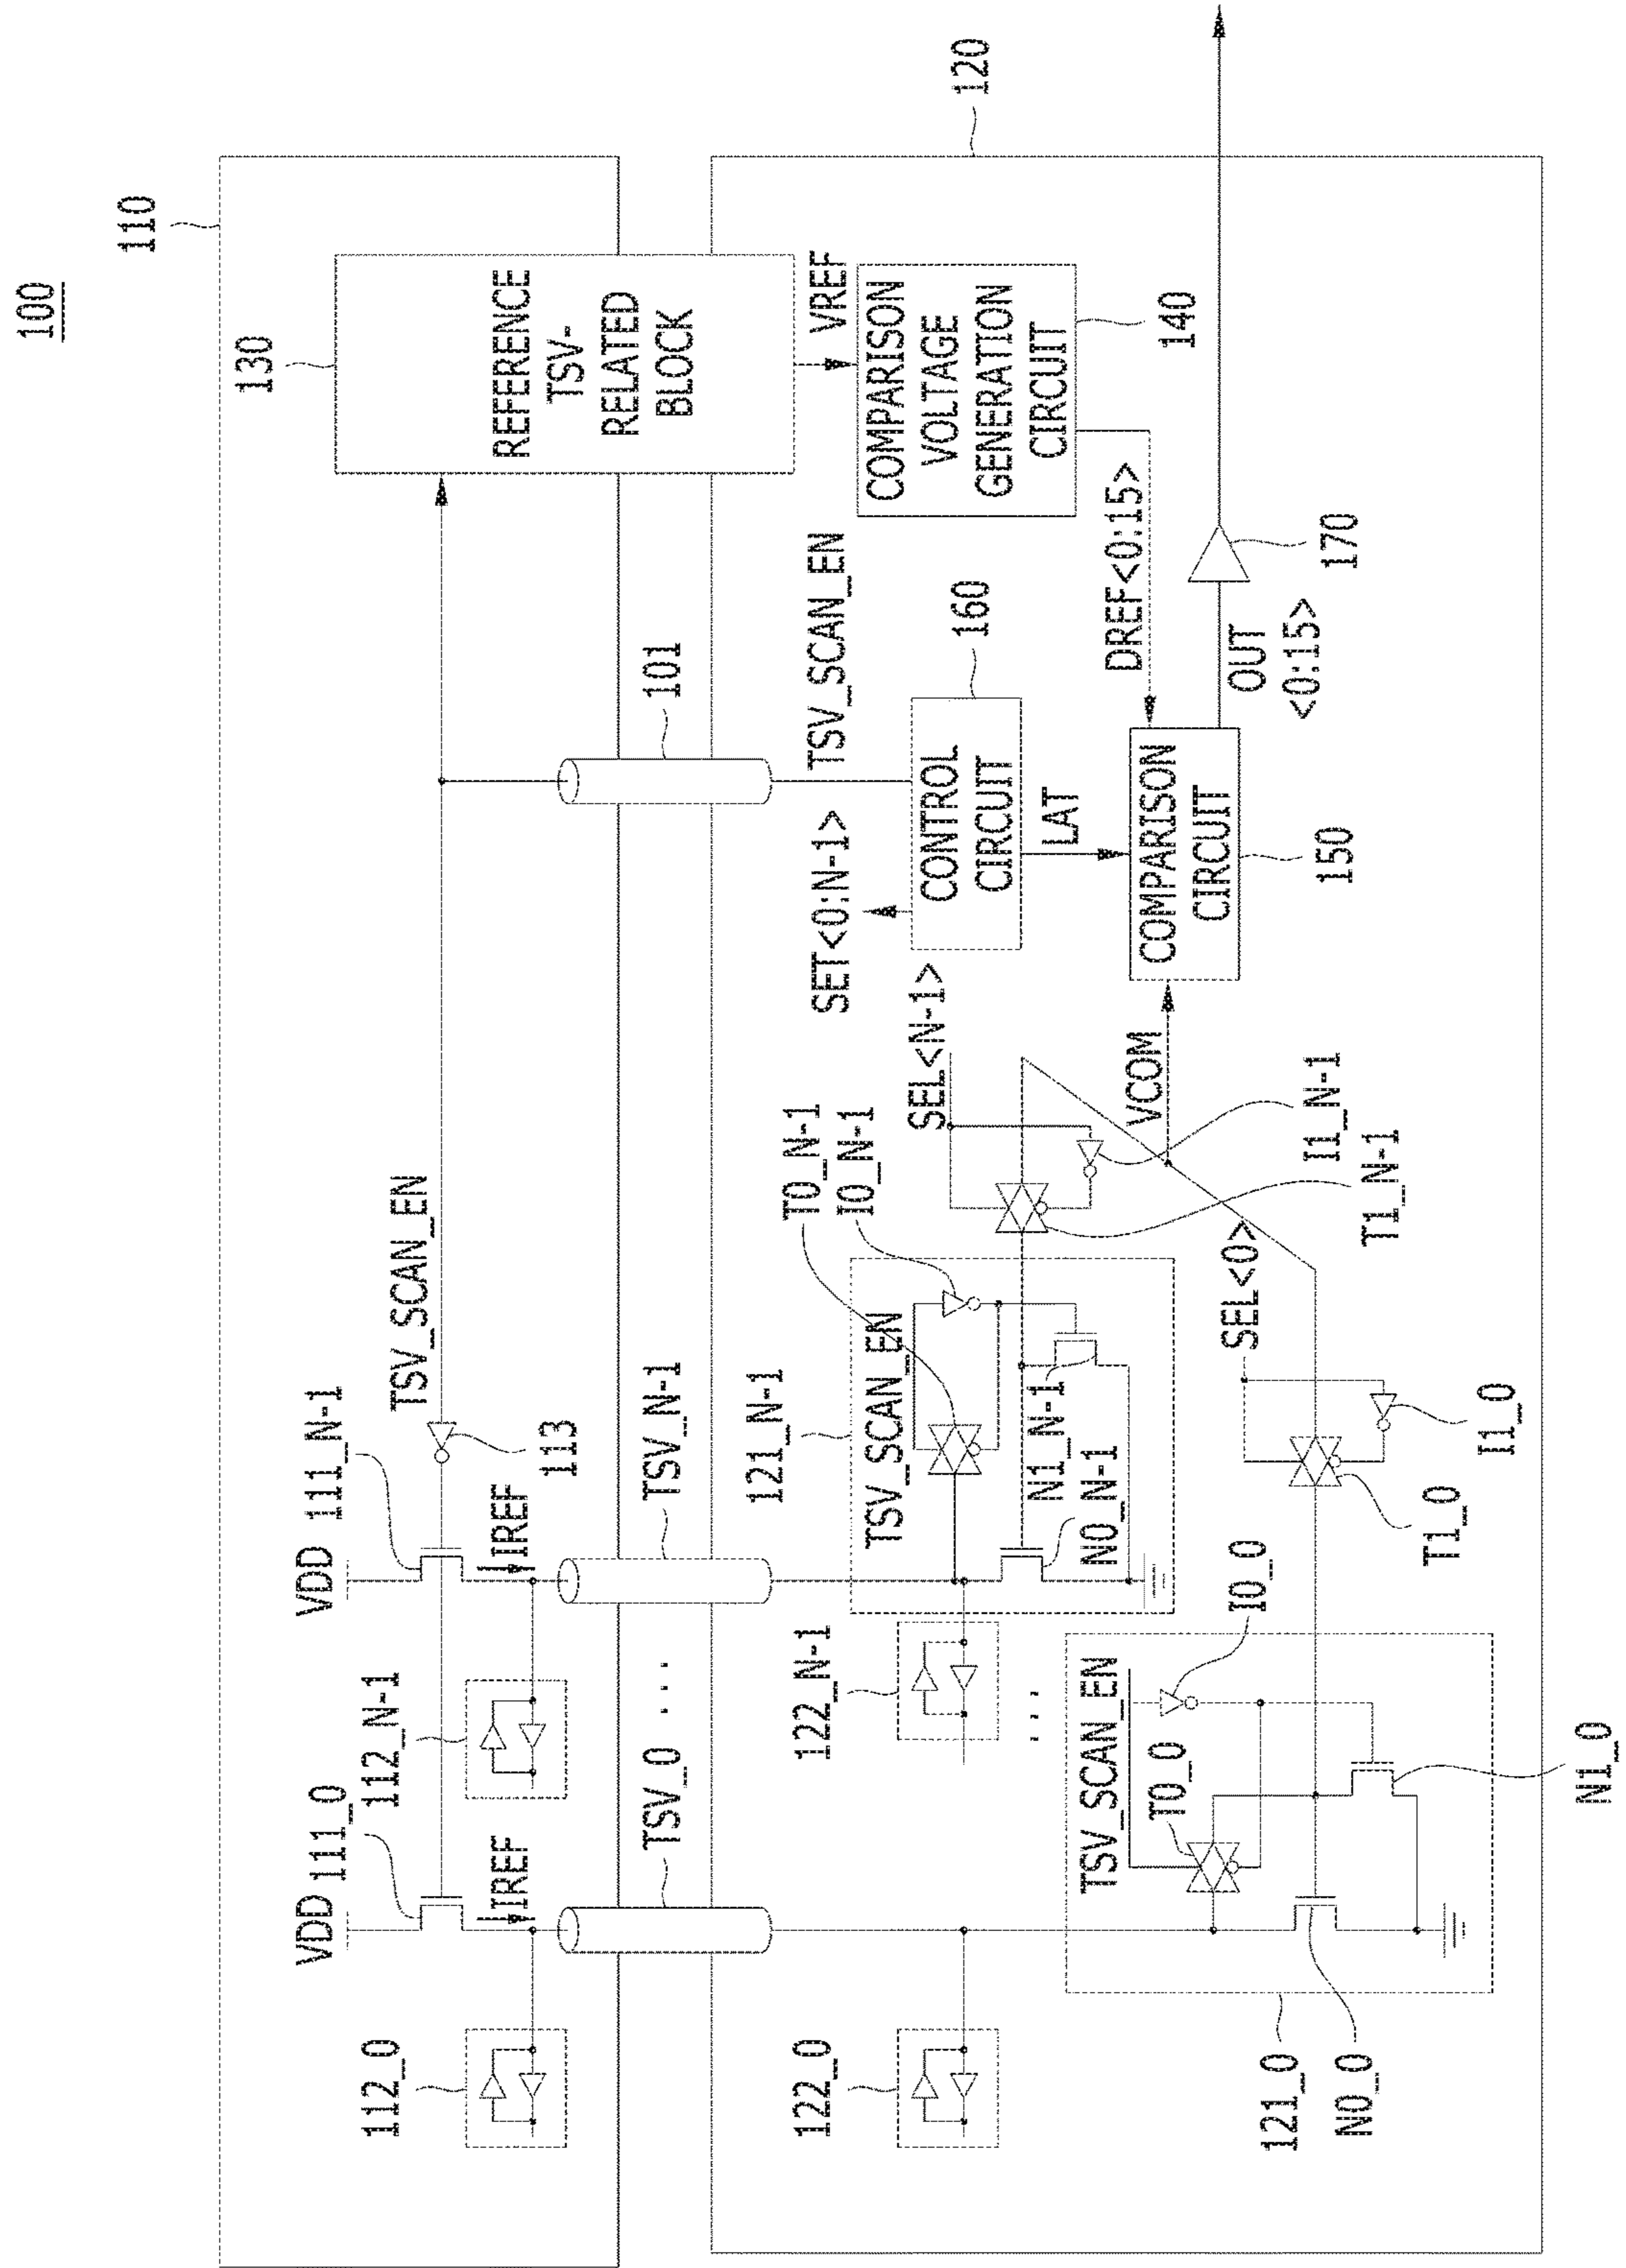 100
110
130
REFERENCE
TSV-
RELATED
BLOCK
120
VREF
COMPARISON
VOLTAGE
GENERATION
CIRCUIT
140
TSV_SCAN_EN
101
TSV_SCAN_EN
160
DREF<0:15>
170
OUT
<0:15>
SET<0:N-1>
CONTROL
CIRCUIT
LAT
COMPARISON
CIRCUIT
150
SEL<N-1>
VCOM
I1_N-1
T1_N-1
T0_N-1
I0_N-1
TSV_SCAN_EN
N1_N-1
N0_N-1
121_N-1
SEL<0>
I1_0
T1_0
VDD
111_N-1
113
IREF
TSV_N-1
112_N-1
122_N-1
...
...
VDD
111_0
IREF
TSV_0
112_0
122_0
TSV_SCAN_EN
I0_0
T0_0
N1_0
121_0
N0_0